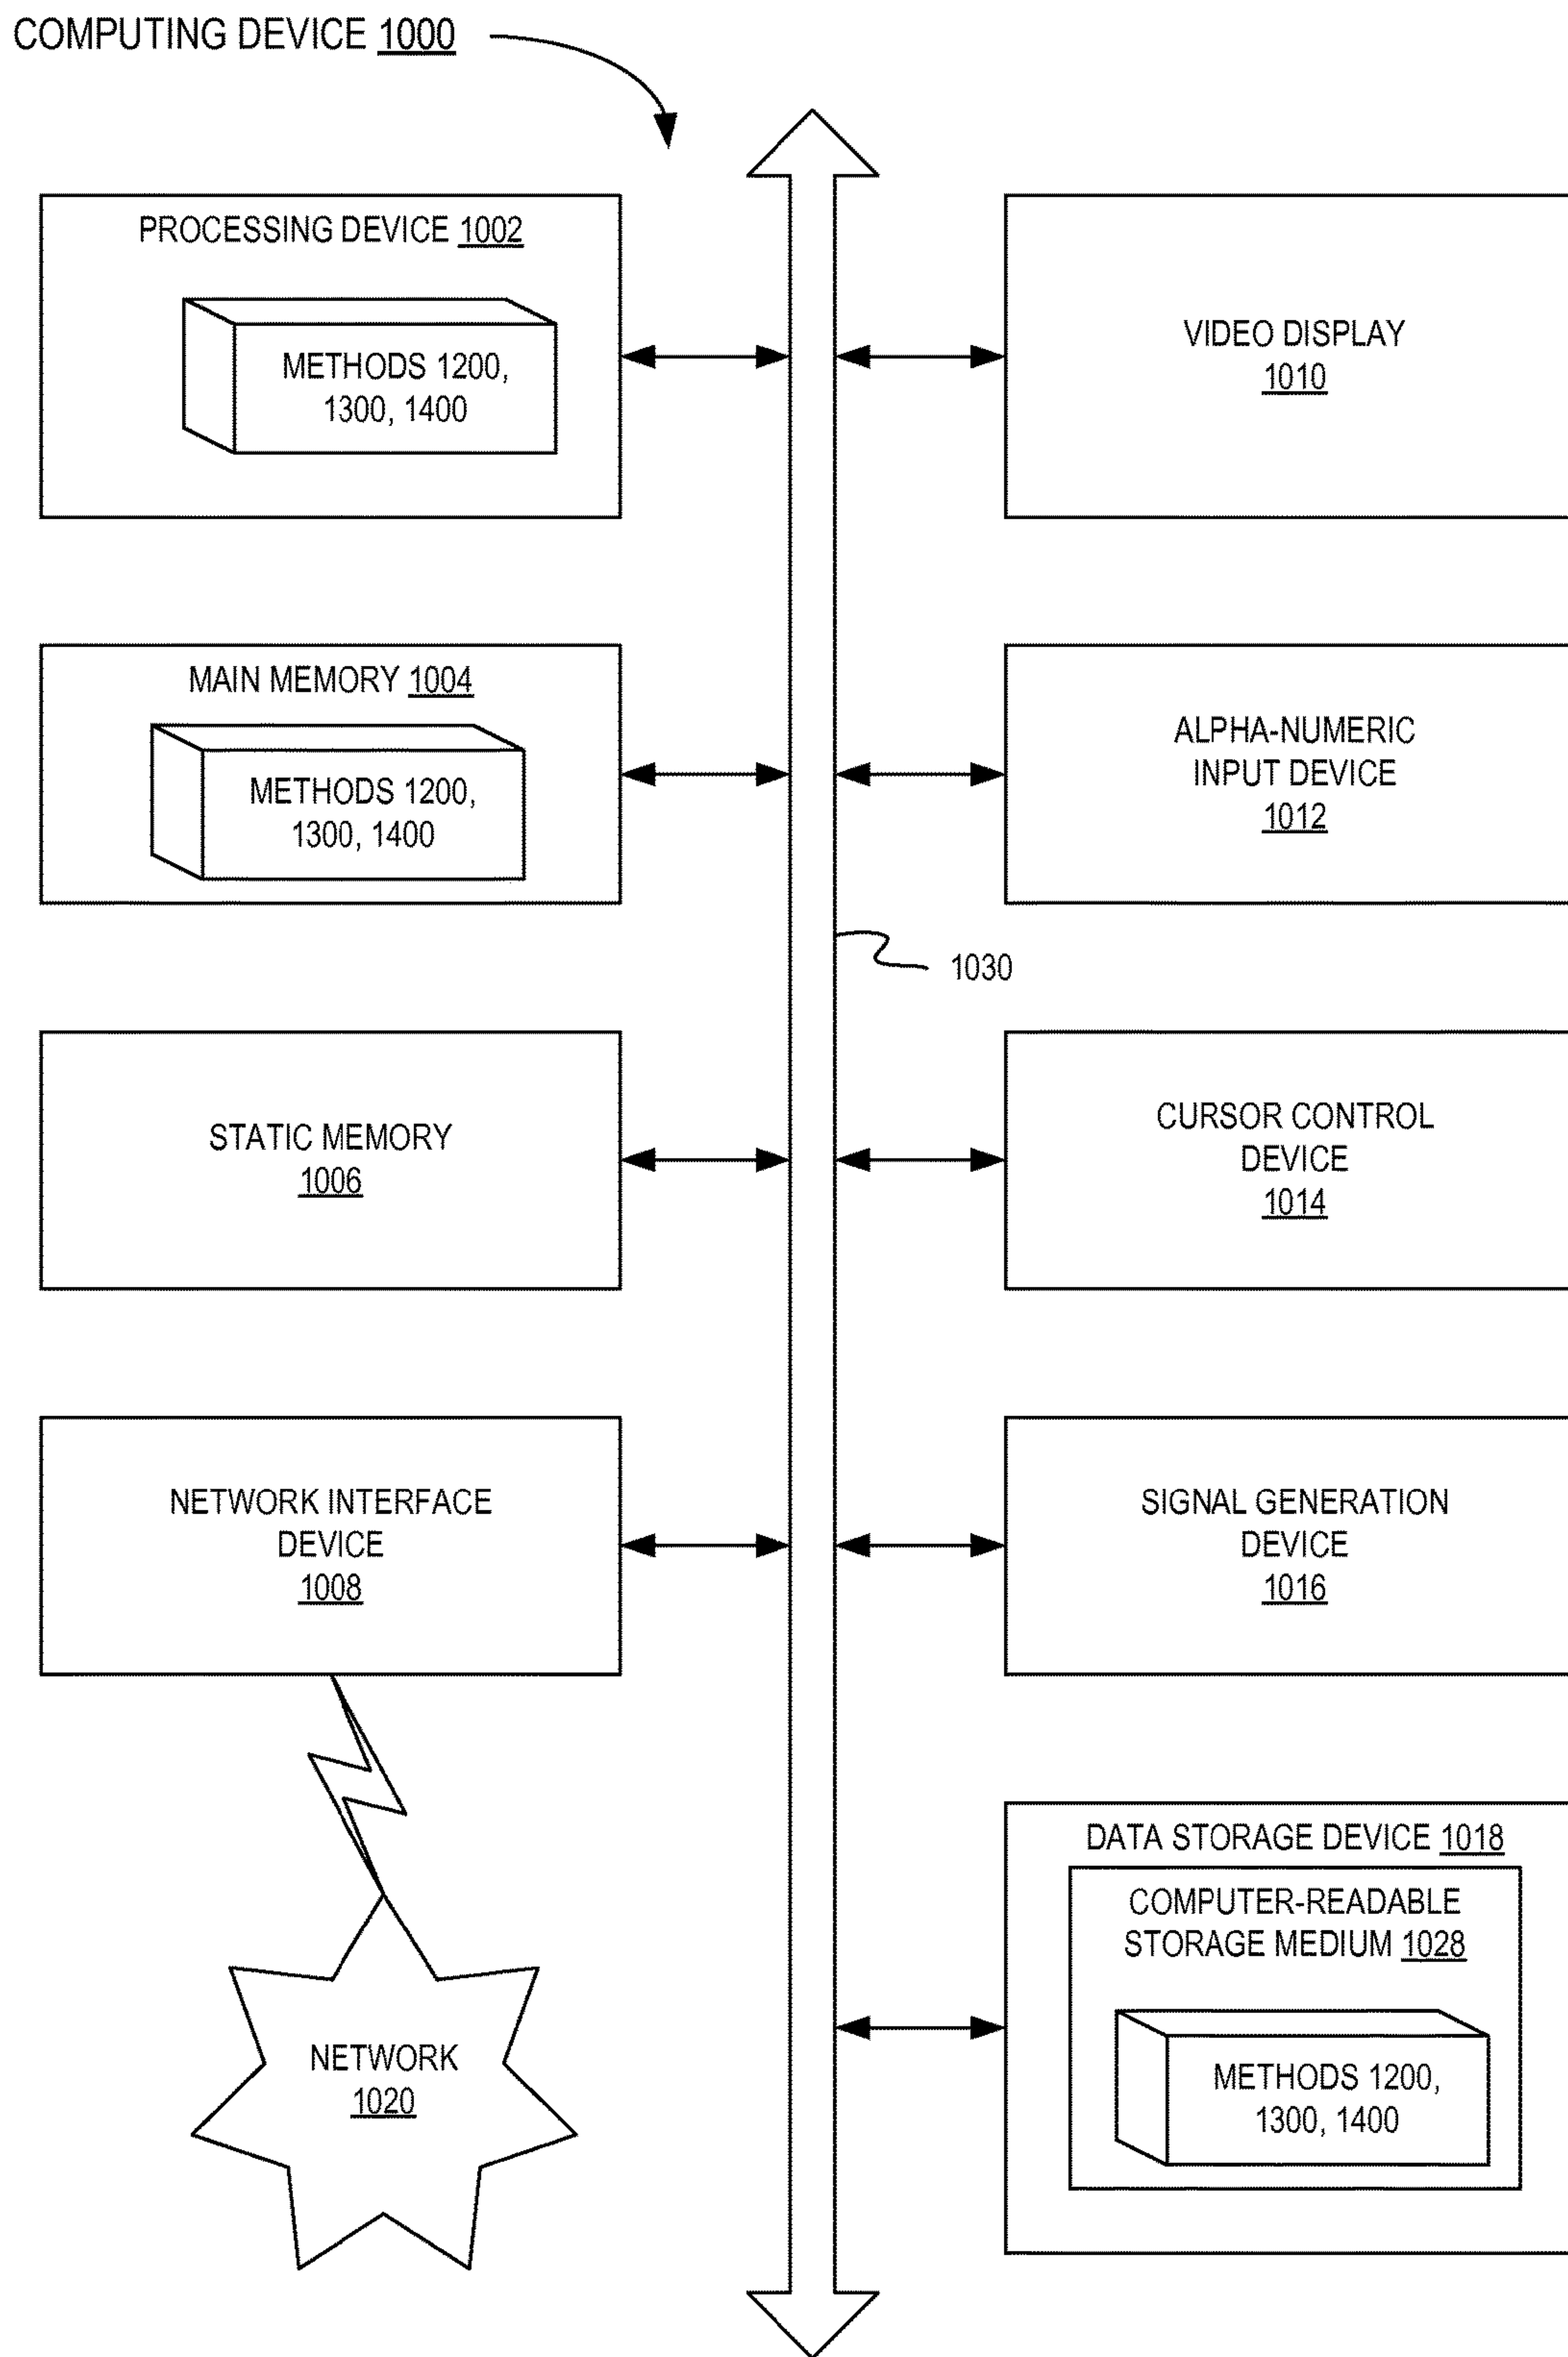 COMPUTING DEVICE 1000
PROCESSING DEVICE 1002
METHODS 1200,
1300, 1400
VIDEO DISPLAY
1010
MAIN MEMORY 1004
METHODS 1200,
1300, 1400
ALPHA-NUMERIC
INPUT DEVICE
1012
1030
STATIC MEMORY
1006
CURSOR CONTROL
DEVICE
1014
NETWORK INTERFACE
DEVICE
1008
SIGNAL GENERATION
DEVICE
1016
DATA STORAGE DEVICE 1018
COMPUTER-READABLE
STORAGE MEDIUM 1028
METHODS 1200,
1300, 1400
NETWORK
1020